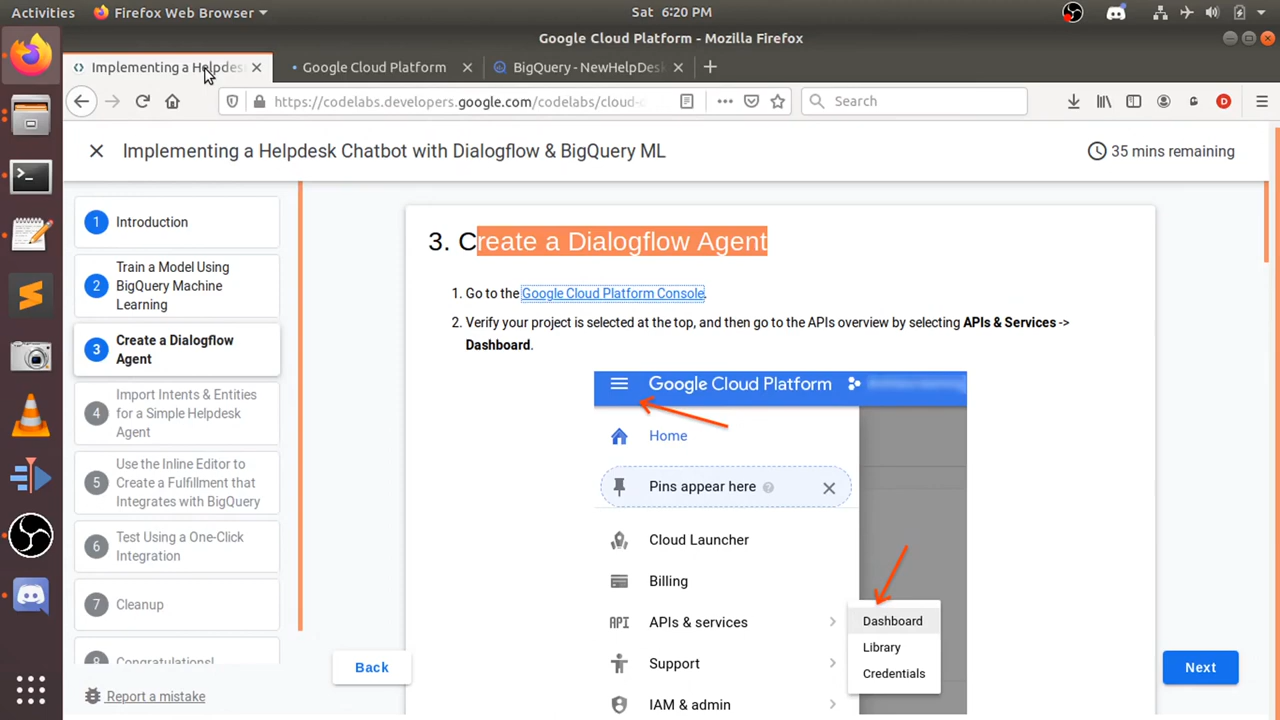 Activities Firefox Web Browser Sat 6:20 PM
Google Cloud Platform - Mozilla Firefox
Implementing a Helpdes Google Cloud Platform BigQuery - NewHelpDesk
https://codelabs.developers.google.com/codelabs/cloud- Search
Implementing a Helpdesk Chatbot with Dialogflow & BigQuery ML
35 mins remaining
1 Introduction
2 Train a Model Using
BigQuery Machine
Learning
3 Create a Dialogflow
Agent
4 Import Intents & Entities
for a Simple Helpdesk
Agent
5 Use the Inline Editor to
Create a Fulfillment that
Integrates with BigQuery
6 Test Using a One-Click
Integration
7 Cleanup
8 Congratulations!
Report a mistake
3. Create a Dialogflow Agent
1. Go to the Google Cloud Platform Console.
2. Verify your project is selected at the top, and then go to the APIs overview by selecting APIs & Services ->
Dashboard.
Google Cloud Platform
Home
Pins appear here
Cloud Launcher
Billing
API APIs & services
Support
IAM & admin
Dashboard
Library
Credentials
Back
Next